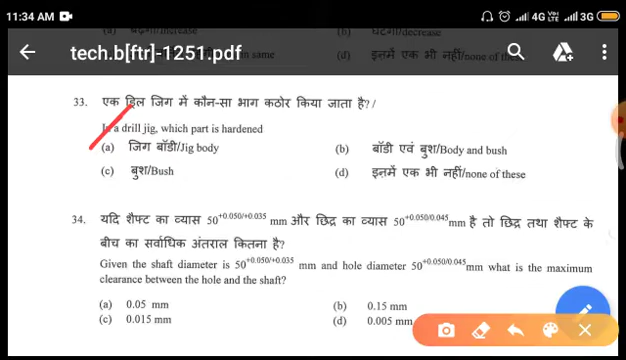 11:34 AM 4G 3G
(a) बढ़ेगा/increase (b) घटेगा/decrease
tech.b[ftr]-1251.pdf
in same (d) इनमें एक भी नहीं/none of these
33. एक ड्रिल जिग में कौन-सा भाग कठोर किया जाता है?/
In a drill jig, which part is hardened
(a) जिग बॉडी/Jig body (b) बॉडी एवं बुश/Body and bush
(c) बुश/Bush (d) इनमें एक भी नहीं/none of these
34. यदि शैफ्ट का व्यास 50+0.050/+0.035 mm और छिद्र का व्यास 50+0.050/0.045 mm है तो छिद्र तथा शैफ्ट के
बीच का सर्वाधिक अंतराल कितना है?
Given the shaft diameter is 50+0.050/+0.035 mm and hole diameter 50+0.050/0.045 mm what is the maximum
clearance between the hole and the shaft?
(a) 0.05 mm (b) 0.15 mm
(c) 0.015 mm (d) 0.005 mm